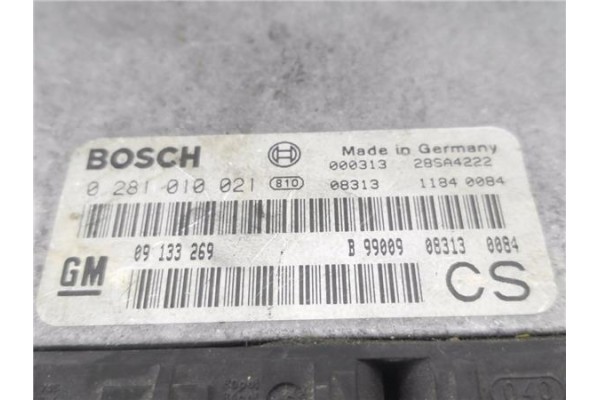 BOSCH Made in Germany
000313 28SA4222
0 281 010 021 810 08313 1184 0084
09 133 269 B 99009 08313 0084
GM CS